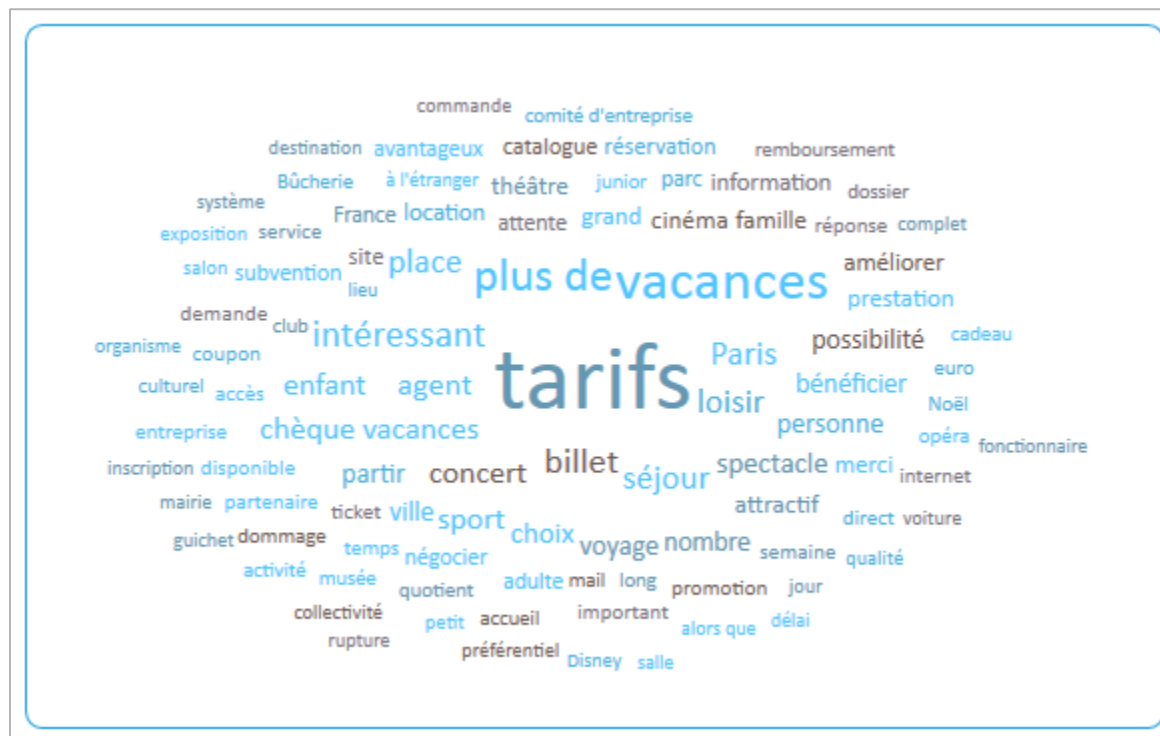 commande comité d'entreprise
destination avantageux catalogue réservation remboursement
Bûcherie à l'étranger théâtre junior parc information dossier
système France location attente grand cinéma famille réponse complet
exposition service
salon subvention site place plus de vacances améliorer
lieu prestation
demande club intéressant possibilité cadeau
organisme coupon tarifs Paris euro
culturel accès enfant agent loisir bénéficier Noël
entreprise chèque vacances personne opéra fonctionnaire
inscription disponible partir concert billet séjour spectacle merci internet
mairie partenaire ticket ville sport choix attractif direct voiture
guichet dommage temps négocier voyage nombre semaine qualité
activité musée quotient adulte mail long promotion jour
collectivité petit accueil important alors que délai
rupture préférentiel Disney salle